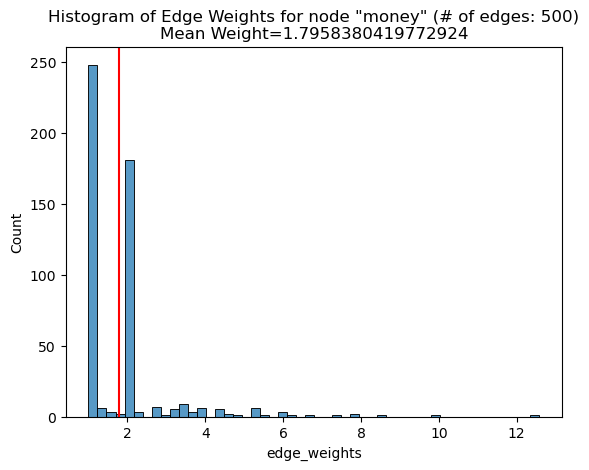 Histogram of Edge Weights for node "money" (# of edges: 500)
Mean Weight=1.7958380419772924
250
200
150
100
50
0
Count
2 4 6 8 10 12
edge_weights